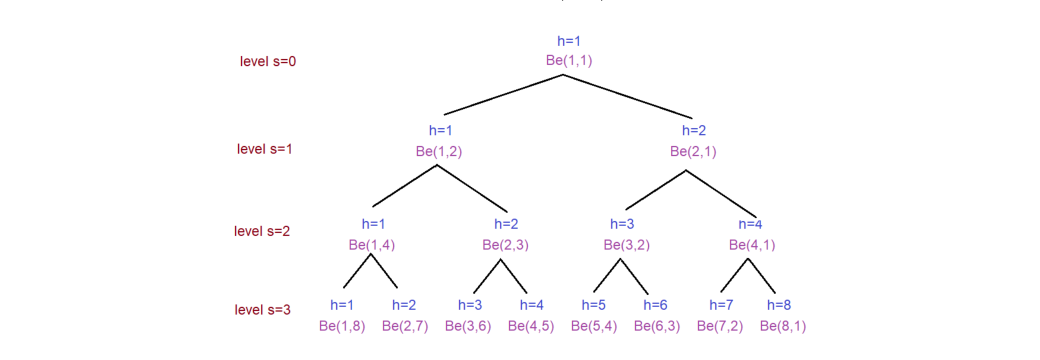 h=1
level s=0 Be(1,1)
h=1 h=2
level s=1 Be(1,2) Be(2,1)
h=1 h=2 h=3 h=4
level s=2 Be(1,4) Be(2,3) Be(3,2) Be(4,1)
h=1 h=2 h=3 h=4 h=5 h=6 h=7 h=8
level s=3
Be(1,8) Be(2,7) Be(3,6) Be(4,5) Be(5,4) Be(6,3) Be(7,2) Be(8,1)